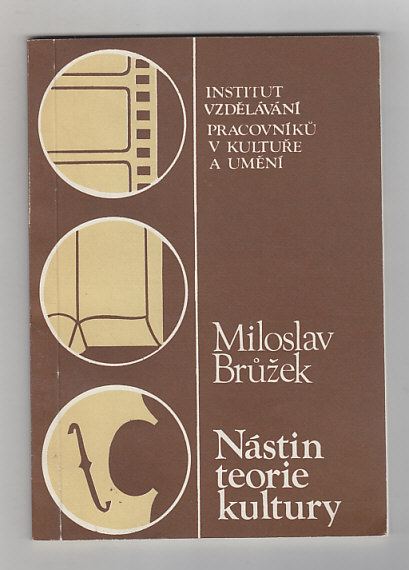 INSTITUT
VZDĚLÁVÁNÍ
PRACOVNÍKŮ
V KULTUŘE
A UMĚNÍ
Miloslav
Brůžek
Nástin
teorie
kultury